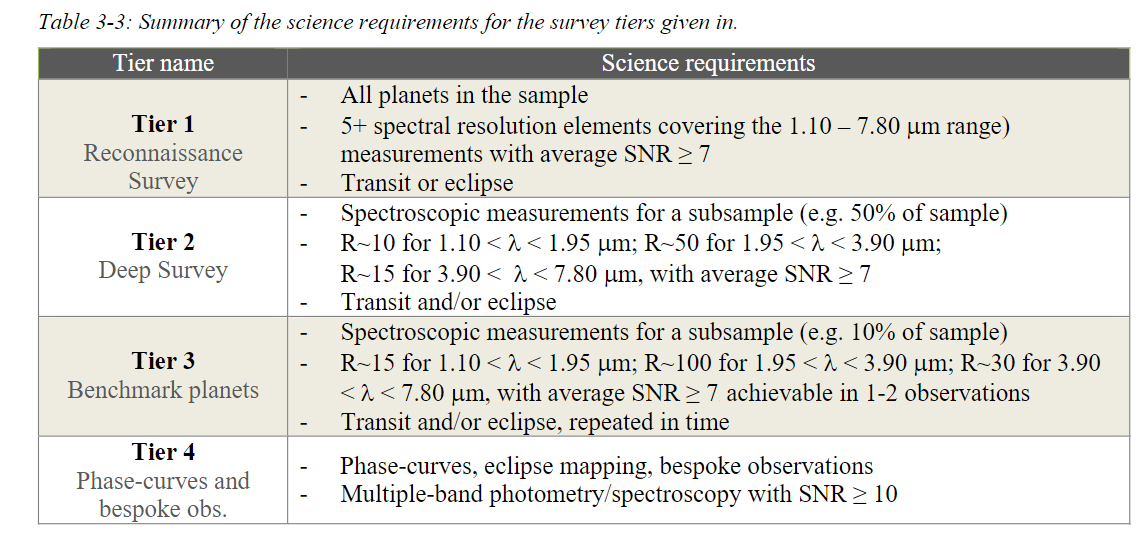 Table 3-3: Summary of the science requirements for the survey tiers given in.
Tier name
Science requirements
Tier 1
Reconnaissance
Survey
- All planets in the sample
- 5+ spectral resolution elements covering the 1.10 – 7.80 μm range)
measurements with average SNR ≥ 7
- Transit or eclipse
Tier 2
Deep Survey
- Spectroscopic measurements for a subsample (e.g. 50% of sample)
- R~10 for 1.10 < λ < 1.95 μm; R~50 for 1.95 < λ < 3.90 μm;
R~15 for 3.90 < λ < 7.80 μm, with average SNR ≥ 7
- Transit and/or eclipse
Tier 3
Benchmark planets
- Spectroscopic measurements for a subsample (e.g. 10% of sample)
- R~15 for 1.10 < λ < 1.95 μm; R~100 for 1.95 < λ < 3.90 μm; R~30 for 3.90
< λ < 7.80 μm, with average SNR ≥ 7 achievable in 1-2 observations
- Transit and/or eclipse, repeated in time
Tier 4
Phase-curves and
bespoke obs.
- Phase-curves, eclipse mapping, bespoke observations
- Multiple-band photometry/spectroscopy with SNR ≥ 10